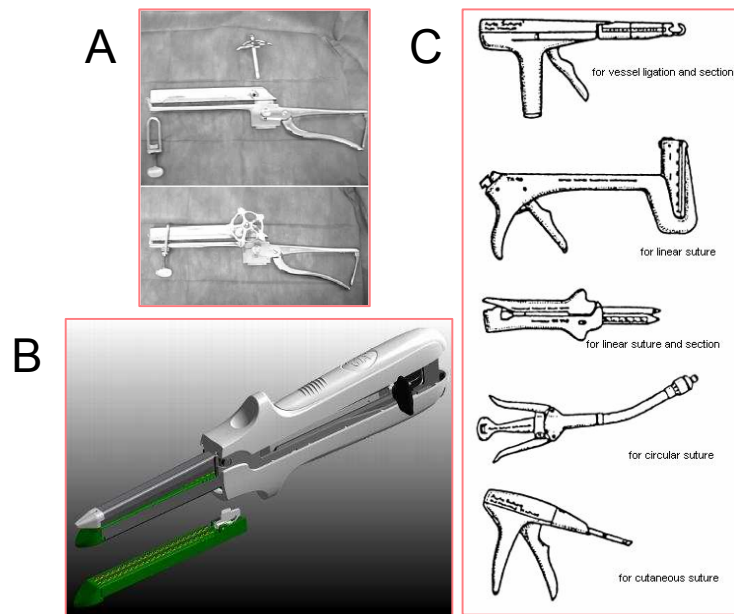 A
B
C
for vessel ligation and section
for linear suture
for linear suture and section
for circular suture
for cutaneous suture